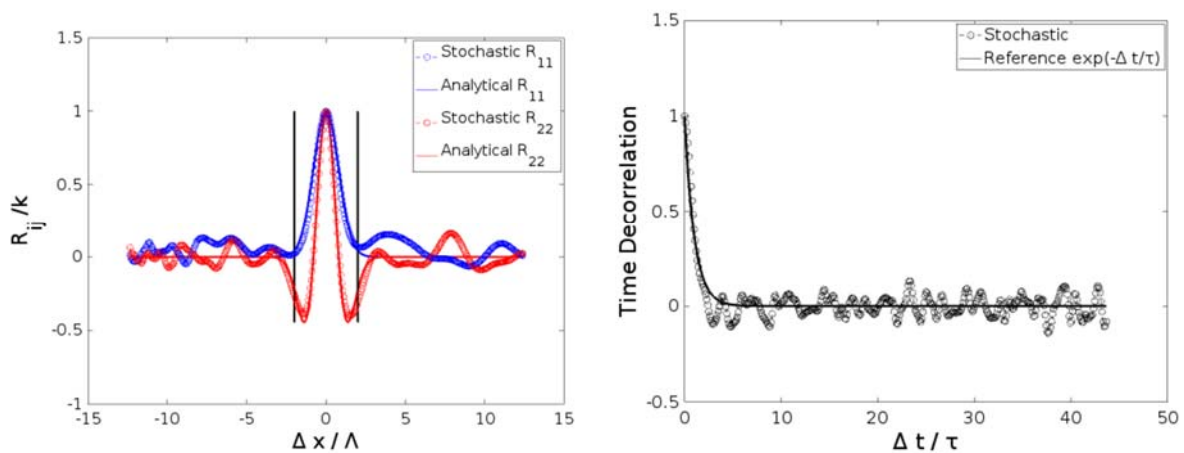 1.5
1
0.5
0
-0.5
-1
-15
-10
-5
0
5
10
15
R_ij /k
Δ x / Λ
Stochastic R_11
Analytical R_11
Stochastic R_22
Analytical R_22
1.5
1
0.5
0
-0.5
0
10
20
30
40
50
Time Decorrelation
Δ t / τ
Stochastic
Reference exp(-Δ t/τ)